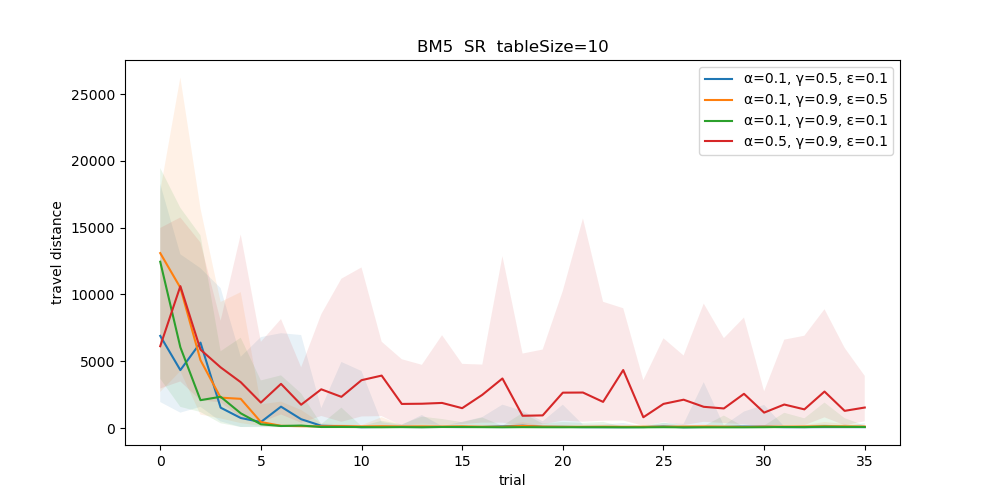 BM5  SR  tableSize=10
α=0.1, γ=0.5, ε=0.1
α=0.1, γ=0.9, ε=0.5
α=0.1, γ=0.9, ε=0.1
α=0.5, γ=0.9, ε=0.1
travel distance
25000
20000
15000
10000
5000
0
0 5 10 15 20 25 30 35
trial